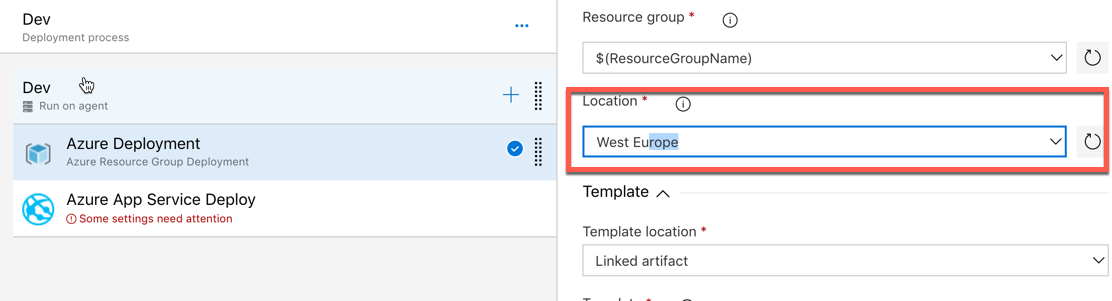 Dev
Deployment process
Dev
Run on agent
Azure Deployment
Azure Resource Group Deployment
Azure App Service Deploy
Some settings need attention
Resource group *
$(ResourceGroupName)
Location *
West Europe
Template
Template location *
Linked artifact